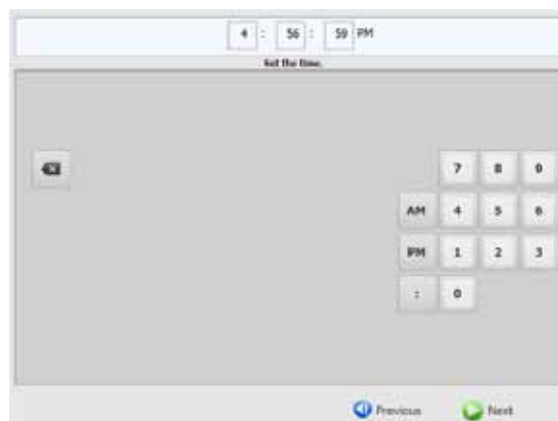 4 : 56 : 59 PM
Set the time.
7 8 9
AM 4 5 6
PM 1 2 3
: 0
Previous Next